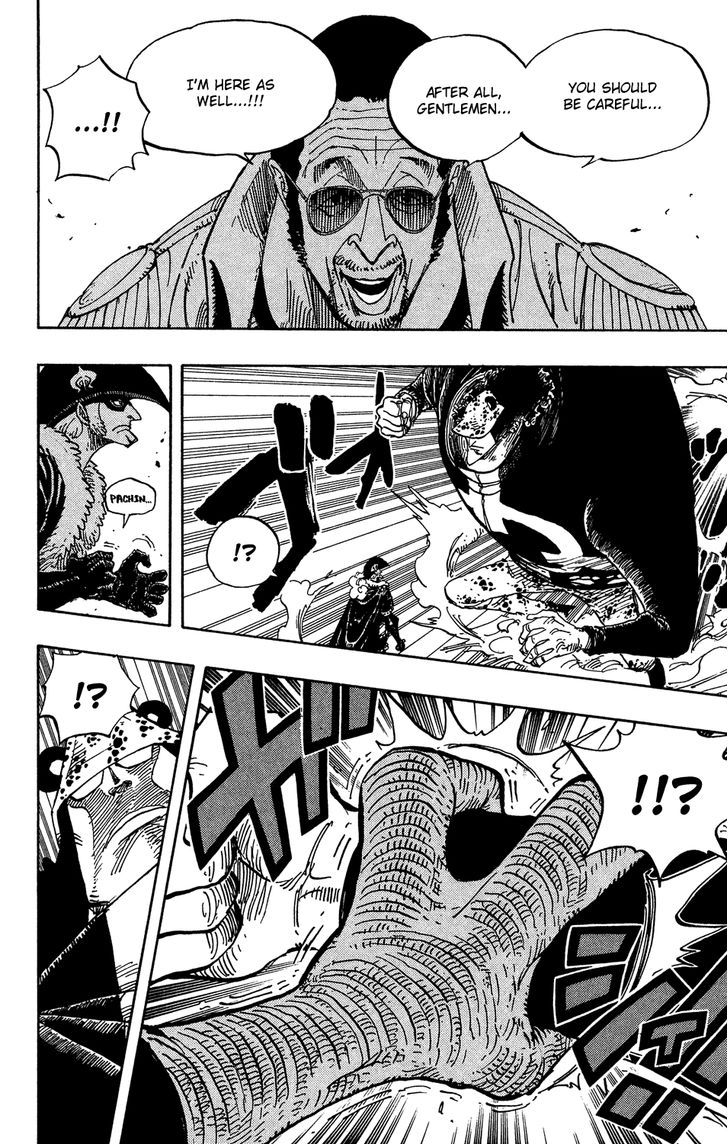 YOU SHOULD
BE CAREFUL...
AFTER ALL,
GENTLEMEN...
I'M HERE AS
WELL...!!!
...!!
!?
PACHIN...
!!?
!?